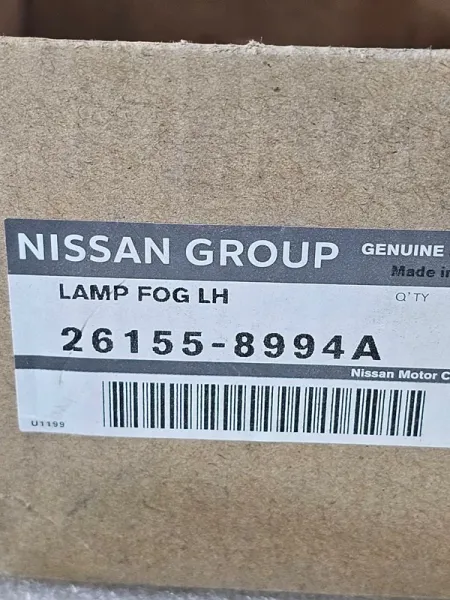 NISSAN GROUP GENUINE
Made in
LAMP FOG LH Q'TY
26155-8994A
Nissan Motor C
U1199